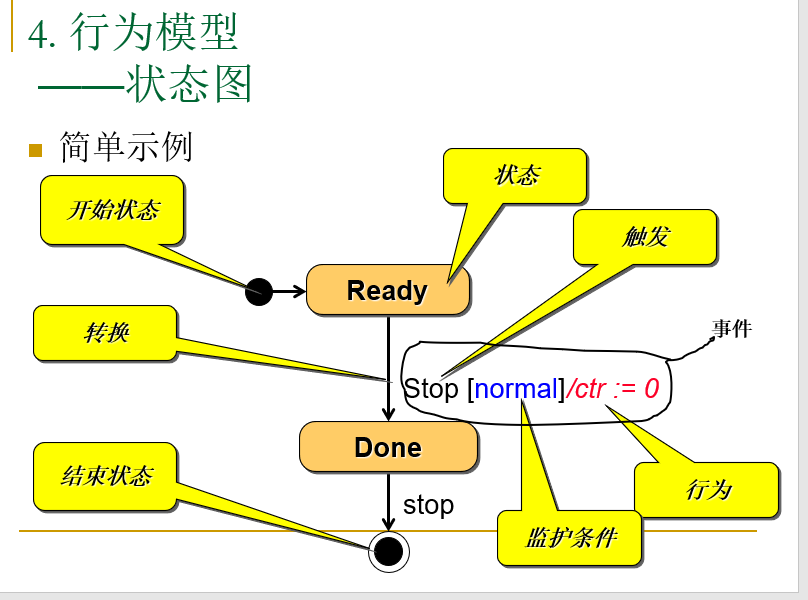 4. 行为模型
——状态图
简单示例
开始状态
状态
触发
Ready
转换
事件
Stop [normal]/ctr := 0
Done
结束状态
stop
行为
监护条件